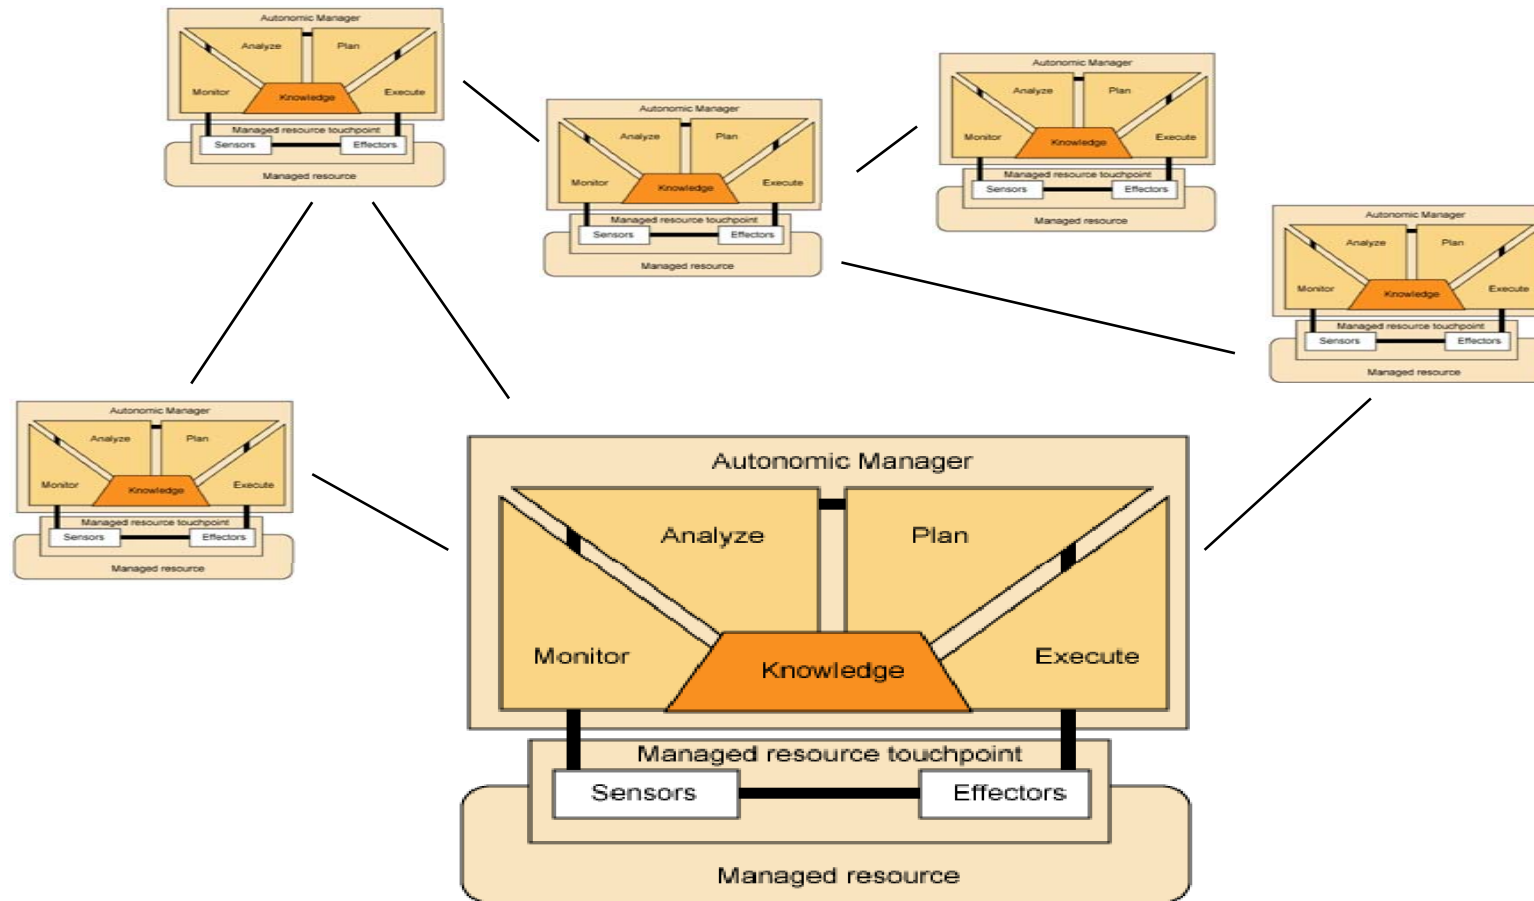 Autonomic Manager
Analyze Plan
Monitor Knowledge Execute
Managed resource touchpoint
Sensors Effectors
Managed resource
Autonomic Manager
Analyze Plan
Monitor Knowledge Execute
Managed resource touchpoint
Sensors Effectors
Managed resource
Autonomic Manager
Analyze Plan
Monitor Knowledge Execute
Managed resource touchpoint
Sensors Effectors
Managed resource
Autonomic Manager
Analyze Plan
Monitor Knowledge Execute
Managed resource touchpoint
Sensors Effectors
Managed resource
Autonomic Manager
Analyze Plan
Monitor Knowledge Execute
Managed resource touchpoint
Sensors Effectors
Managed resource
Autonomic Manager
Analyze Plan
Monitor Knowledge Execute
Managed resource touchpoint
Sensors Effectors
Managed resource